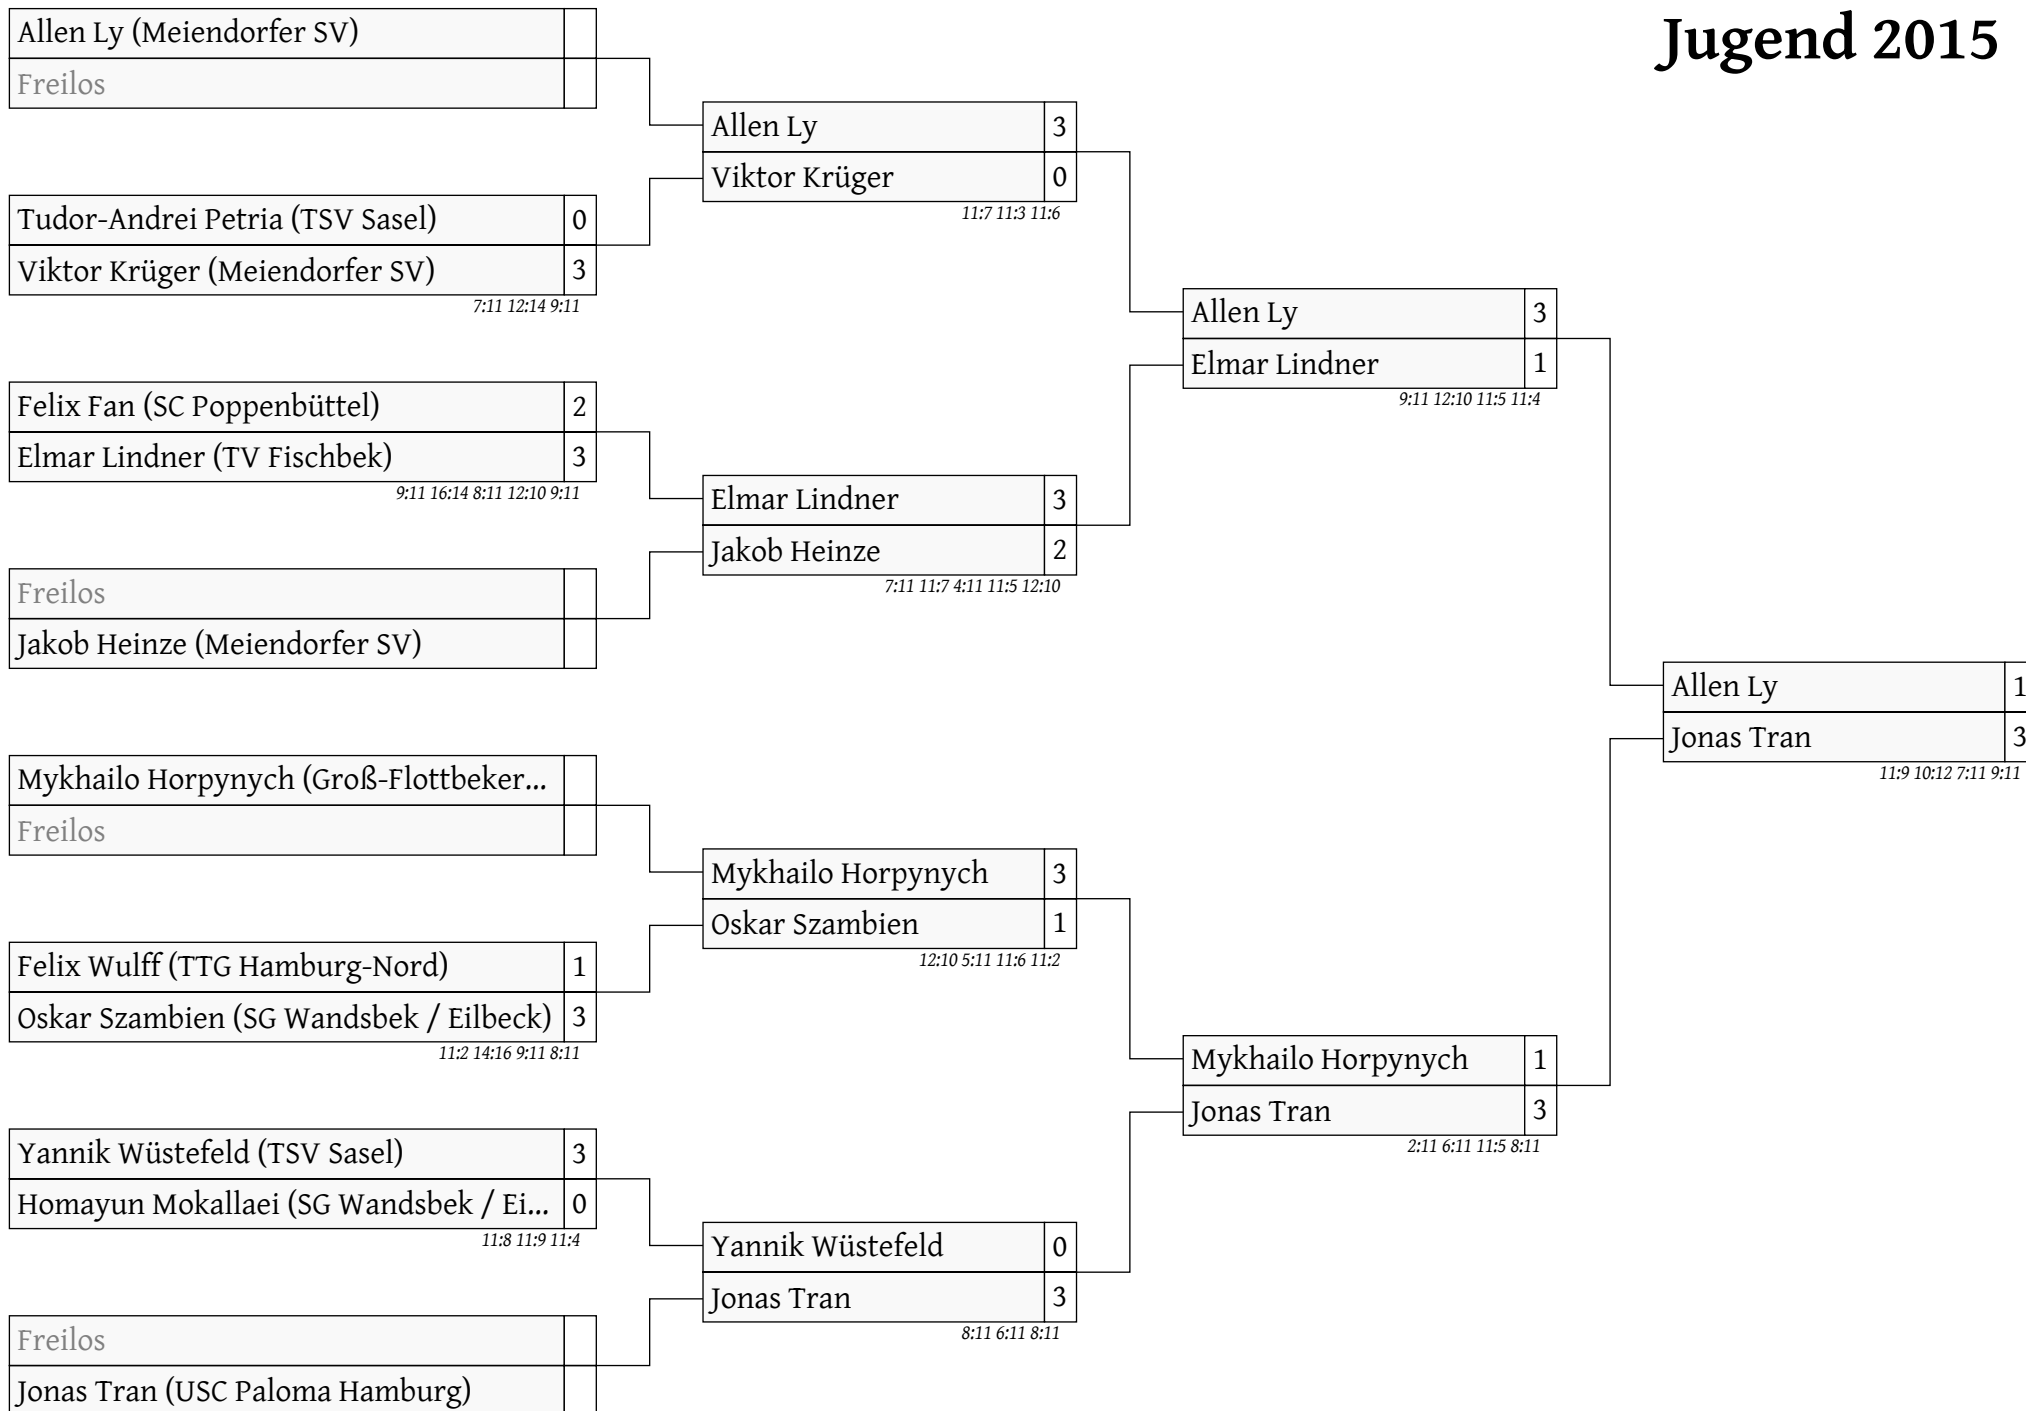 Jugend 2015
Allen Ly (Meiendorfer SV)
Freilos
Tudor-Andrei Petria (TSV Sasel) 0
Viktor Krüger (Meiendorfer SV) 3
7:11 12:14 9:11
Felix Fan (SC Poppenbüttel) 2
Elmar Lindner (TV Fischbek) 3
9:11 16:14 8:11 12:10 9:11
Freilos
Jakob Heinze (Meiendorfer SV)
Mykhailo Horpynych (Groß-Flottbeker...
Freilos
Felix Wulff (TTG Hamburg-Nord) 1
Oskar Szambien (SG Wandsbek / Eilbeck) 3
11:2 14:16 9:11 8:11
Yannik Wüstefeld (TSV Sasel) 3
Homayun Mokallaei (SG Wandsbek / Ei... 0
11:8 11:9 11:4
Freilos
Jonas Tran (USC Paloma Hamburg)
Allen Ly 3
Viktor Krüger 0
11:7 11:3 11:6
Elmar Lindner 3
Jakob Heinze 2
7:11 11:7 4:11 11:5 12:10
Mykhailo Horpynych 3
Oskar Szambien 1
12:10 5:11 11:6 11:2
Yannik Wüstefeld 0
Jonas Tran 3
8:11 6:11 8:11
Allen Ly 3
Elmar Lindner 1
9:11 12:10 11:5 11:4
Mykhailo Horpynych 1
Jonas Tran 3
2:11 6:11 11:5 8:11
Allen Ly 1
Jonas Tran 3
11:9 10:12 7:11 9:11